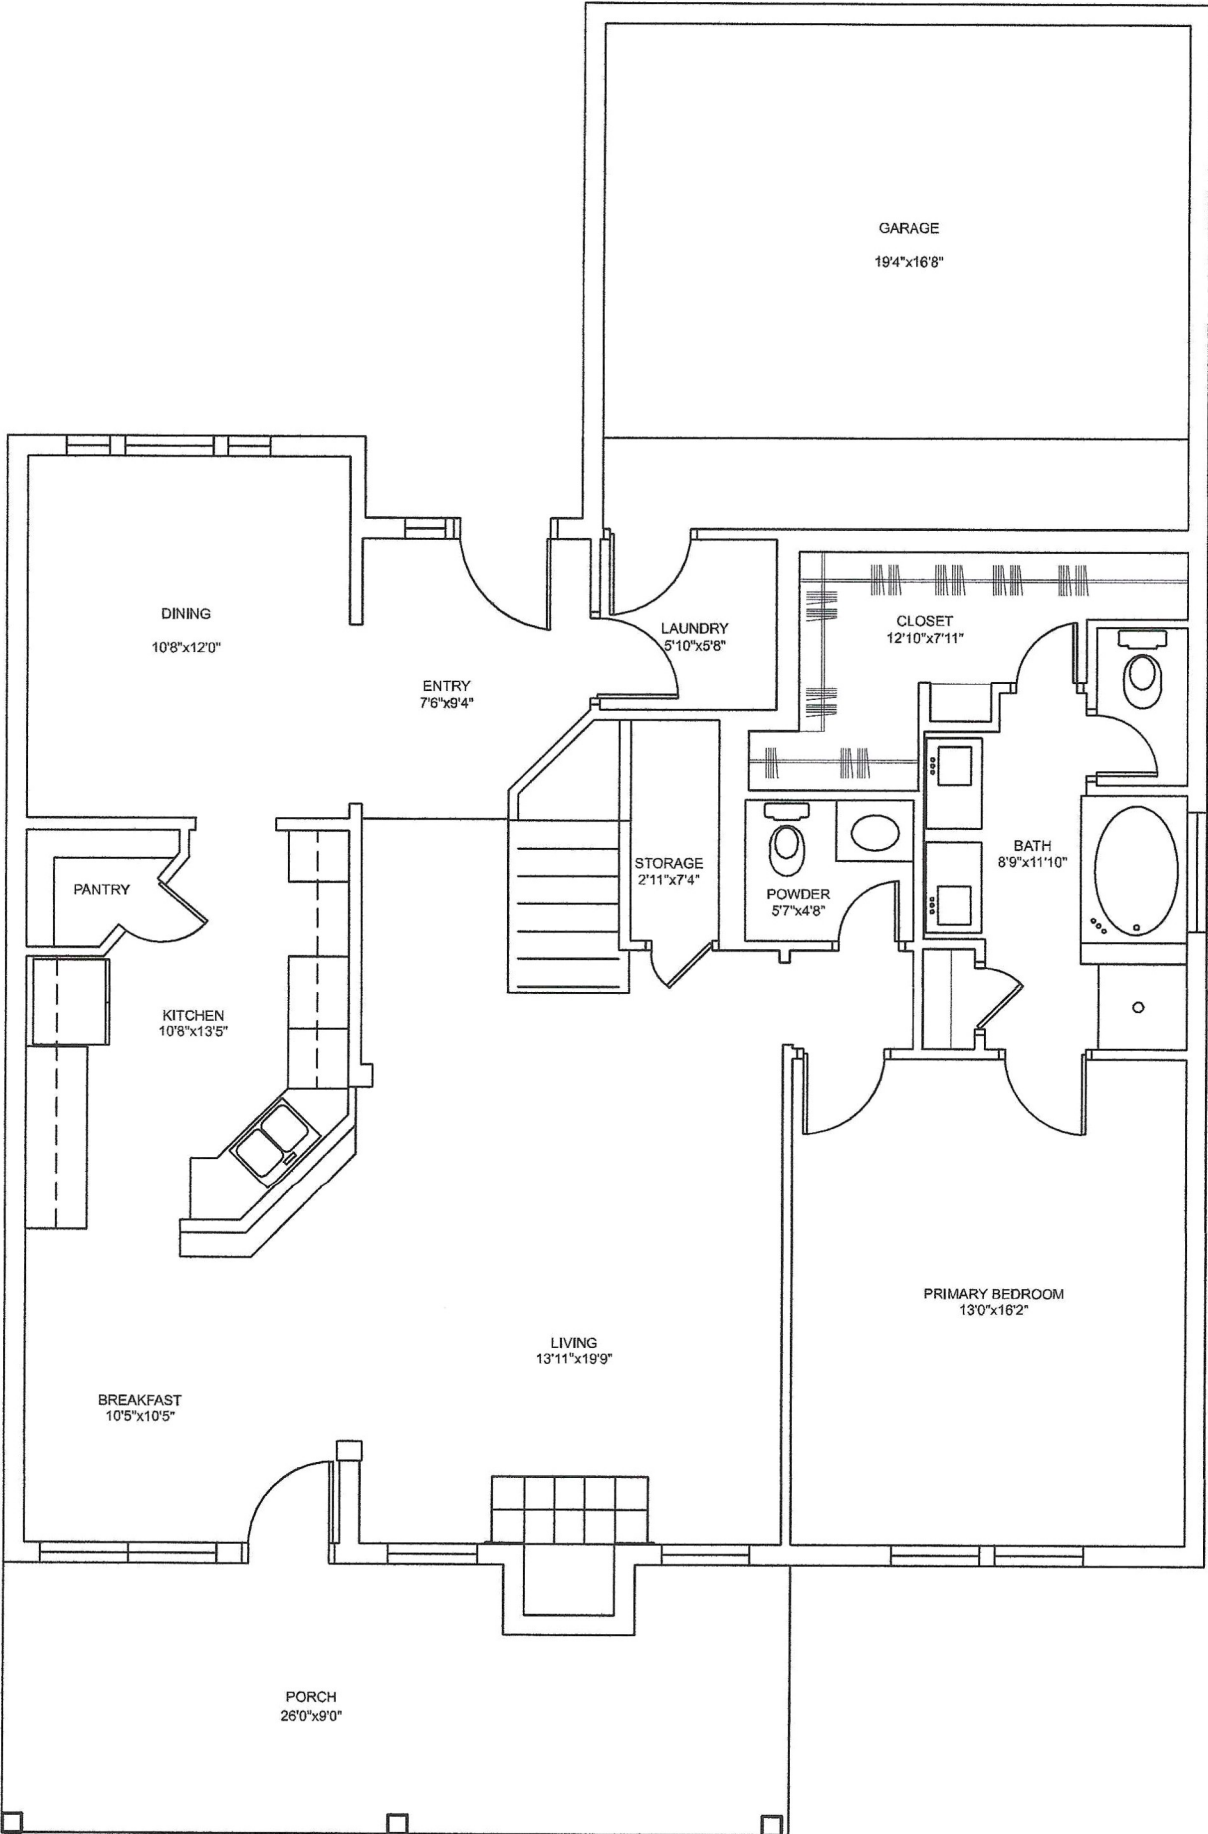 GARAGE
19'4"x16'8"
DINING
10'8"x12'0"
LAUNDRY
5'10"x5'8"
CLOSET
12'10"x7'11"
ENTRY
7'6"x9'4"
PANTRY
STORAGE
2'11"x7'4"
POWDER
5'7"x4'8"
BATH
8'9"x11'10"
KITCHEN
10'8"x13'5"
PRIMARY BEDROOM
13'0"x16'2"
LIVING
13'11"x19'9"
BREAKFAST
10'5"x10'5"
PORCH
26'0"x9'0"